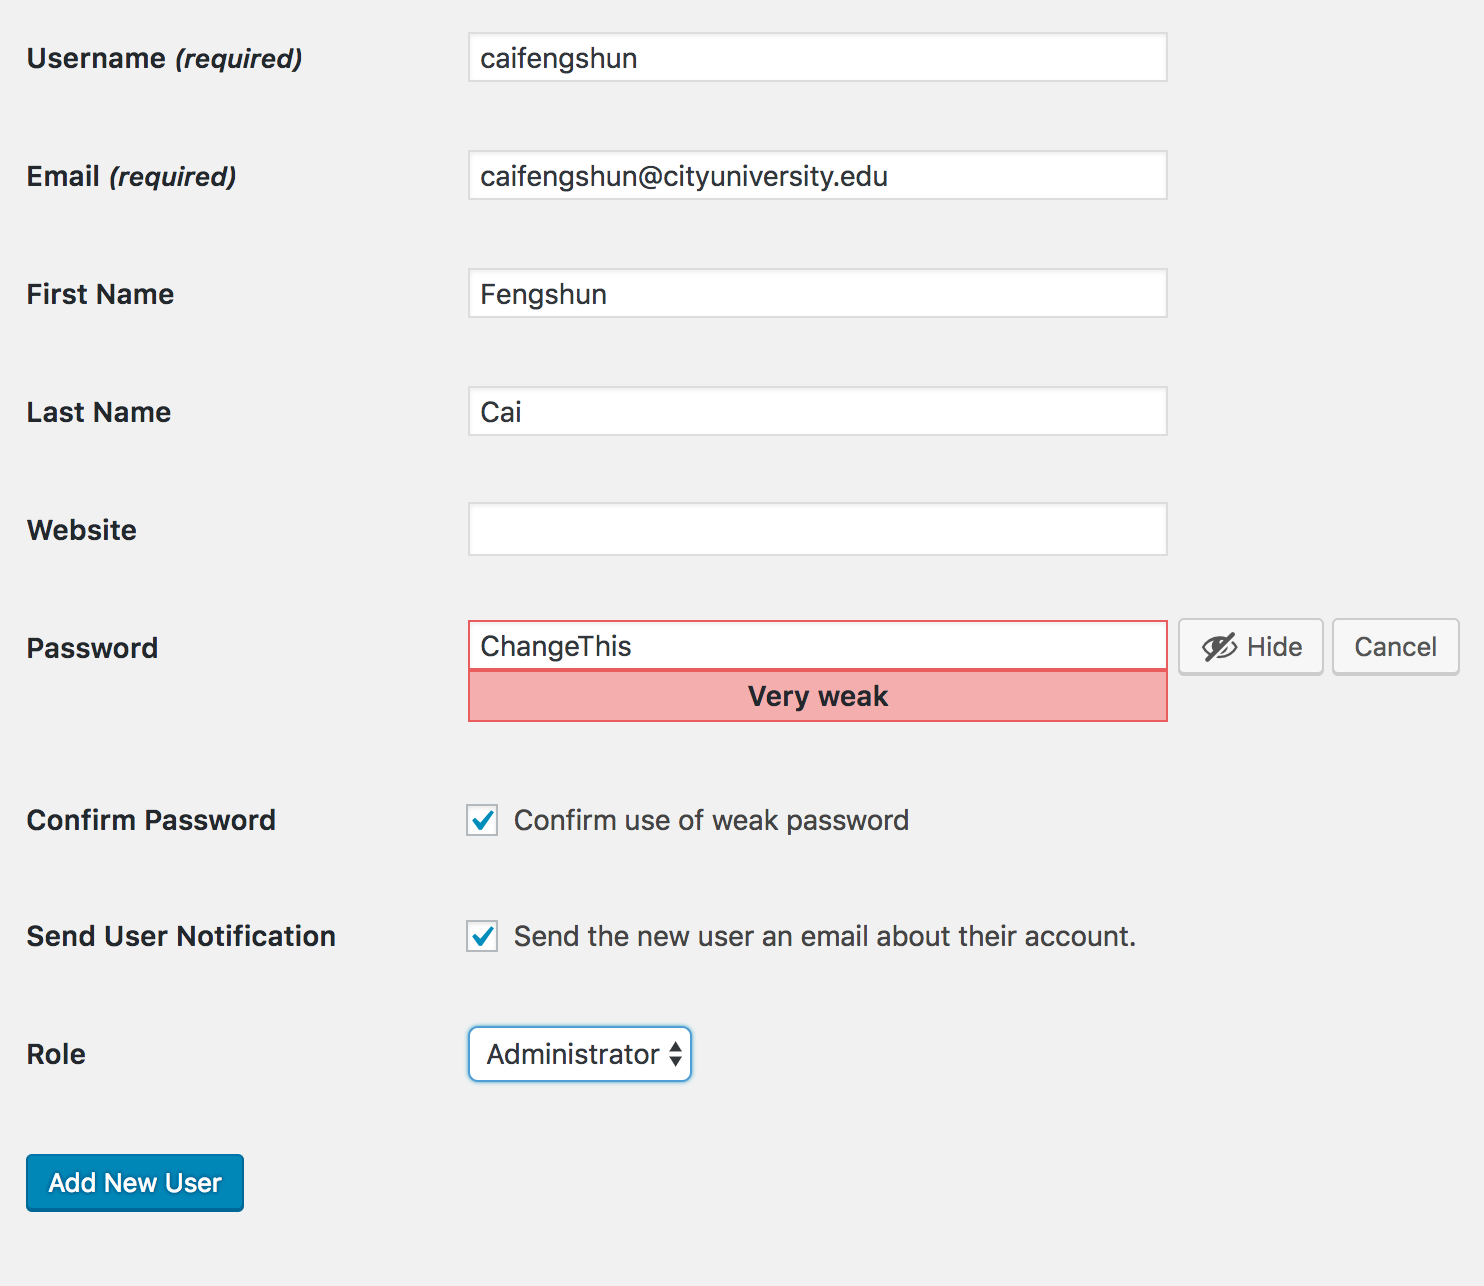 Username (required)
caifengshun
Email (required)
caifengshun@cityuniversity.edu
First Name
Fengshun
Last Name
Cai
Website
Password
ChangeThis
Hide
Cancel
Very weak
Confirm Password
Confirm use of weak password
Send User Notification
Send the new user an email about their account.
Role
Administrator
Add New User